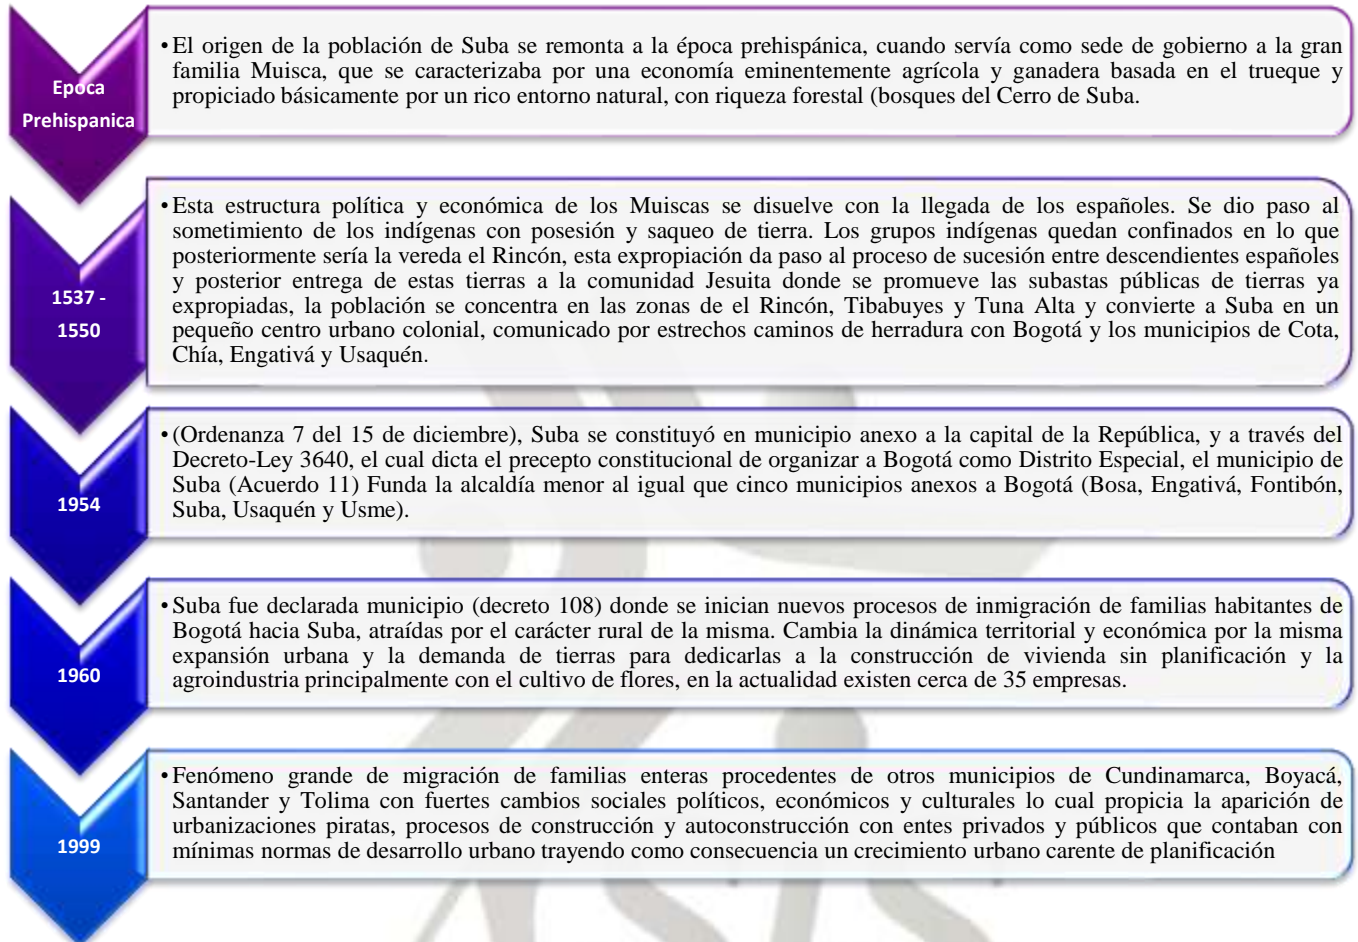 Epoca
Prehispanica
•El origen de la población de Suba se remonta a la época prehispánica, cuando servía como sede de gobierno a la gran
familia Muisca, que se caracterizaba por una economía eminentemente agrícola y ganadera basada en el trueque y
propiciado básicamente por un rico entorno natural, con riqueza forestal (bosques del Cerro de Suba.
1537 -
1550
•Esta estructura política y económica de los Muiscas se disuelve con la llegada de los españoles. Se dio paso al
sometimiento de los indígenas con posesión y saqueo de tierra. Los grupos indígenas quedan confinados en lo que
posteriormente sería la vereda el Rincón, esta expropiación da paso al proceso de sucesión entre descendientes españoles
y posterior entrega de estas tierras a la comunidad Jesuita donde se promueve las subastas públicas de tierras ya
expropiadas, la población se concentra en las zonas de el Rincón, Tibabuyes y Tuna Alta y convierte a Suba en un
pequeño centro urbano colonial, comunicado por estrechos caminos de herradura con Bogotá y los municipios de Cota,
Chía, Engativá y Usaquén.
1954
•(Ordenanza 7 del 15 de diciembre), Suba se constituyó en municipio anexo a la capital de la República, y a través del
Decreto-Ley 3640, el cual dicta el precepto constitucional de organizar a Bogotá como Distrito Especial, el municipio de
Suba (Acuerdo 11) Funda la alcaldía menor al igual que cinco municipios anexos a Bogotá (Bosa, Engativá, Fontibón,
Suba, Usaquén y Usme).
1960
•Suba fue declarada municipio (decreto 108) donde se inician nuevos procesos de inmigración de familias habitantes de
Bogotá hacia Suba, atraídas por el carácter rural de la misma. Cambia la dinámica territorial y económica por la misma
expansión urbana y la demanda de tierras para dedicarlas a la construcción de vivienda sin planificación y la
agroindustria principalmente con el cultivo de flores, en la actualidad existen cerca de 35 empresas.
1999
•Fenómeno grande de migración de familias enteras procedentes de otros municipios de Cundinamarca, Boyacá,
Santander y Tolima con fuertes cambios sociales políticos, económicos y culturales lo cual propicia la aparición de
urbanizaciones piratas, procesos de construcción y autoconstrucción con entes privados y públicos que contaban con
mínimas normas de desarrollo urbano trayendo como consecuencia un crecimiento urbano carente de planificación